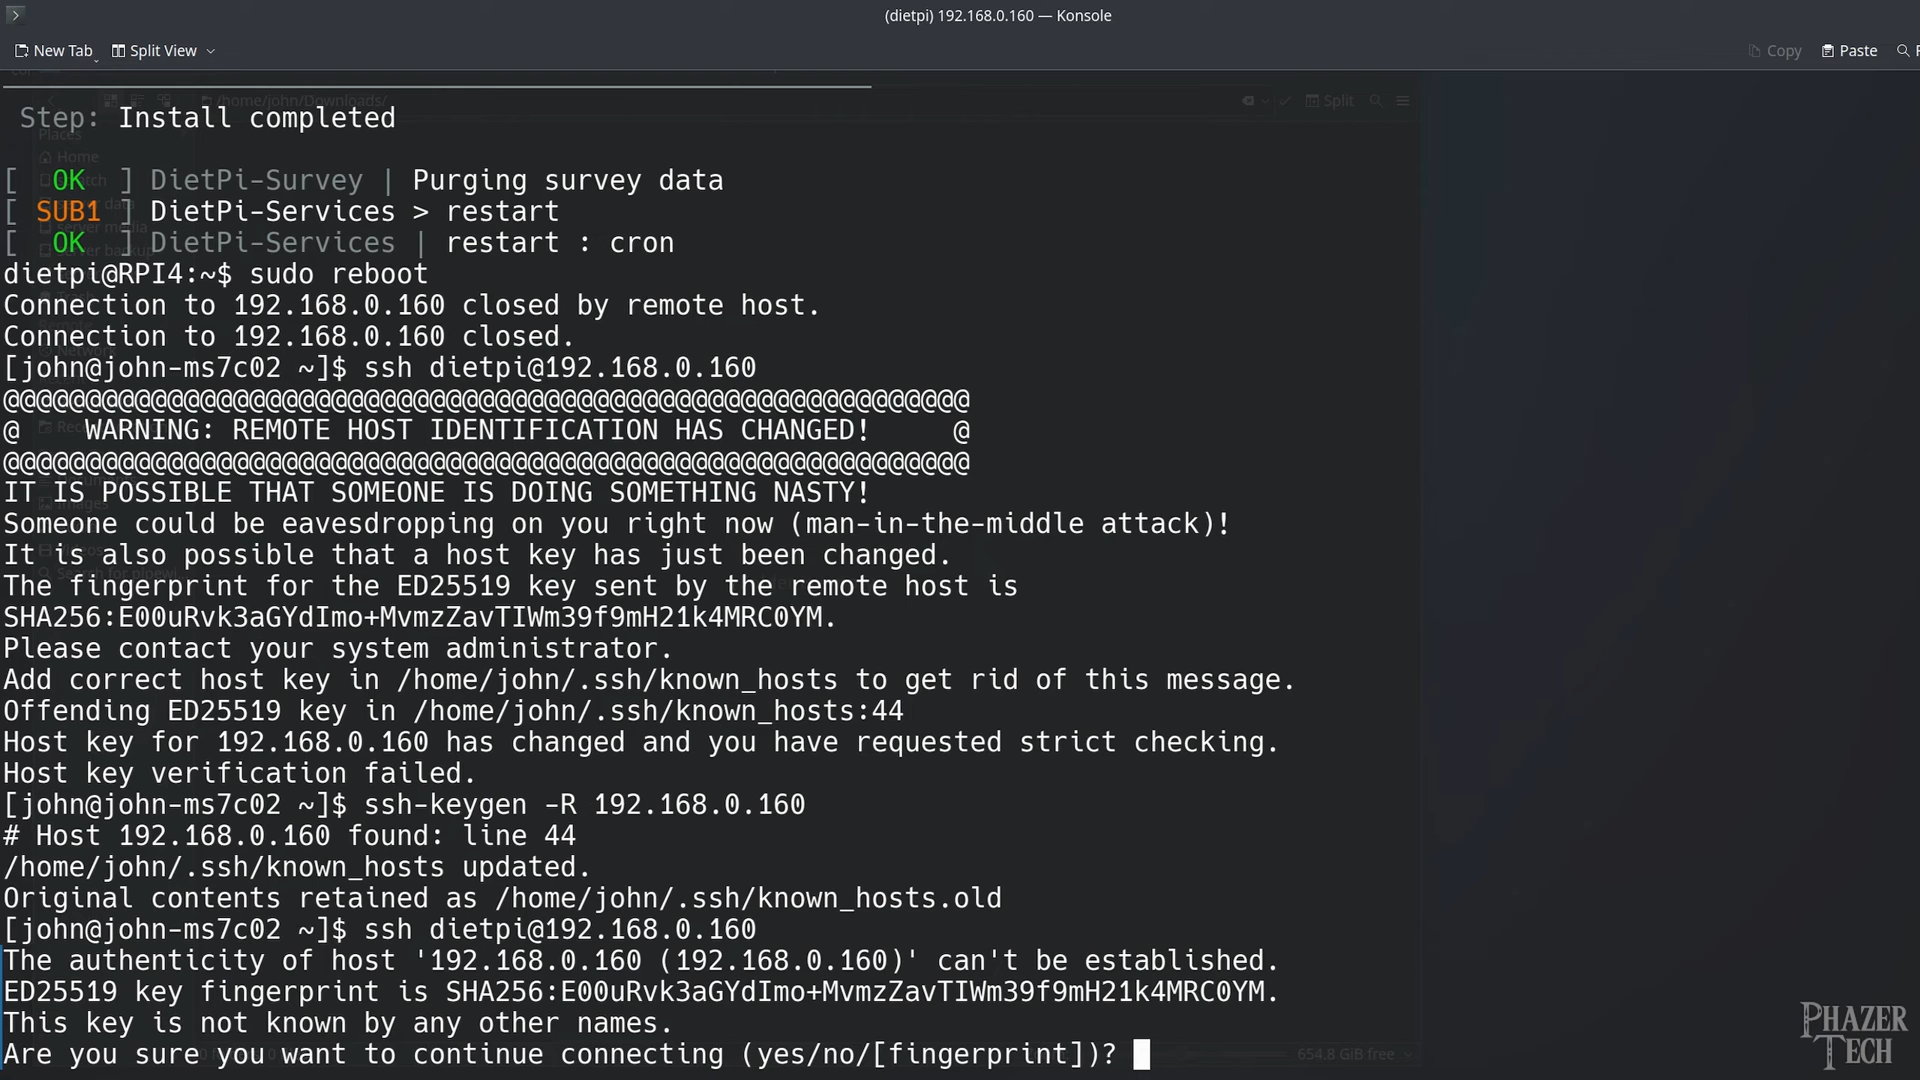 (dietpi) 192.168.0.160 — Konsole
New Tab Split View Copy Paste
/home/john/Downloads/ Split
Step: Install completed
Places
Home
[  OK  ] DietPi-Survey | Purging survey data
[ SUB1 ] DietPi-Services > restart
[  OK  ] DietPi-Services | restart : cron
dietpi@RPI4:~$ sudo reboot
Connection to 192.168.0.160 closed by remote host.
Connection to 192.168.0.160 closed.
[john@john-ms7c02 ~]$ ssh dietpi@192.168.0.160
@@@@@@@@@@@@@@@@@@@@@@@@@@@@@@@@@@@@@@@@@@@@@@@@@@@@@@@@@@@
@    WARNING: REMOTE HOST IDENTIFICATION HAS CHANGED!     @
@@@@@@@@@@@@@@@@@@@@@@@@@@@@@@@@@@@@@@@@@@@@@@@@@@@@@@@@@@@
IT IS POSSIBLE THAT SOMEONE IS DOING SOMETHING NASTY!
Someone could be eavesdropping on you right now (man-in-the-middle attack)!
It is also possible that a host key has just been changed.
The fingerprint for the ED25519 key sent by the remote host is
SHA256:E00uRvk3aGYdImo+MvmzZavTIWm39f9mH21k4MRC0YM.
Please contact your system administrator.
Add correct host key in /home/john/.ssh/known_hosts to get rid of this message.
Offending ED25519 key in /home/john/.ssh/known_hosts:44
Host key for 192.168.0.160 has changed and you have requested strict checking.
Host key verification failed.
[john@john-ms7c02 ~]$ ssh-keygen -R 192.168.0.160
# Host 192.168.0.160 found: line 44
/home/john/.ssh/known_hosts updated.
Original contents retained as /home/john/.ssh/known_hosts.old
[john@john-ms7c02 ~]$ ssh dietpi@192.168.0.160
The authenticity of host '192.168.0.160 (192.168.0.160)' can't be established.
ED25519 key fingerprint is SHA256:E00uRvk3aGYdImo+MvmzZavTIWm39f9mH21k4MRC0YM.
This key is not known by any other names.
Are you sure you want to continue connecting (yes/no/[fingerprint])?
654.8 GiB free
PHAZER
TECH